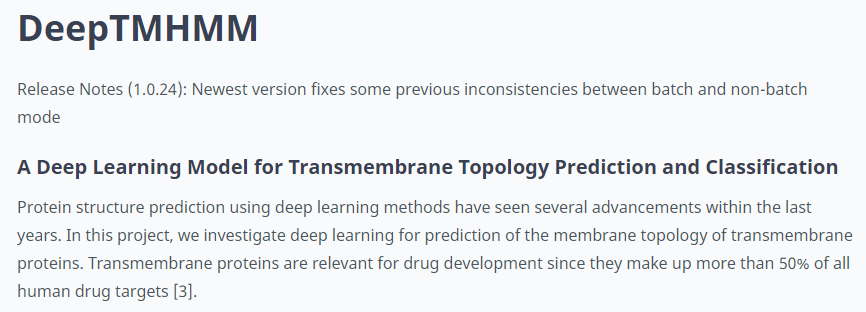 DeepTMHMM
Release Notes (1.0.24): Newest version fixes some previous inconsistencies between batch and non-batch
mode
A Deep Learning Model for Transmembrane Topology Prediction and Classification
Protein structure prediction using deep learning methods have seen several advancements within the last
years. In this project, we investigate deep learning for prediction of the membrane topology of transmembrane
proteins. Transmembrane proteins are relevant for drug development since they make up more than 50% of all
human drug targets [3].